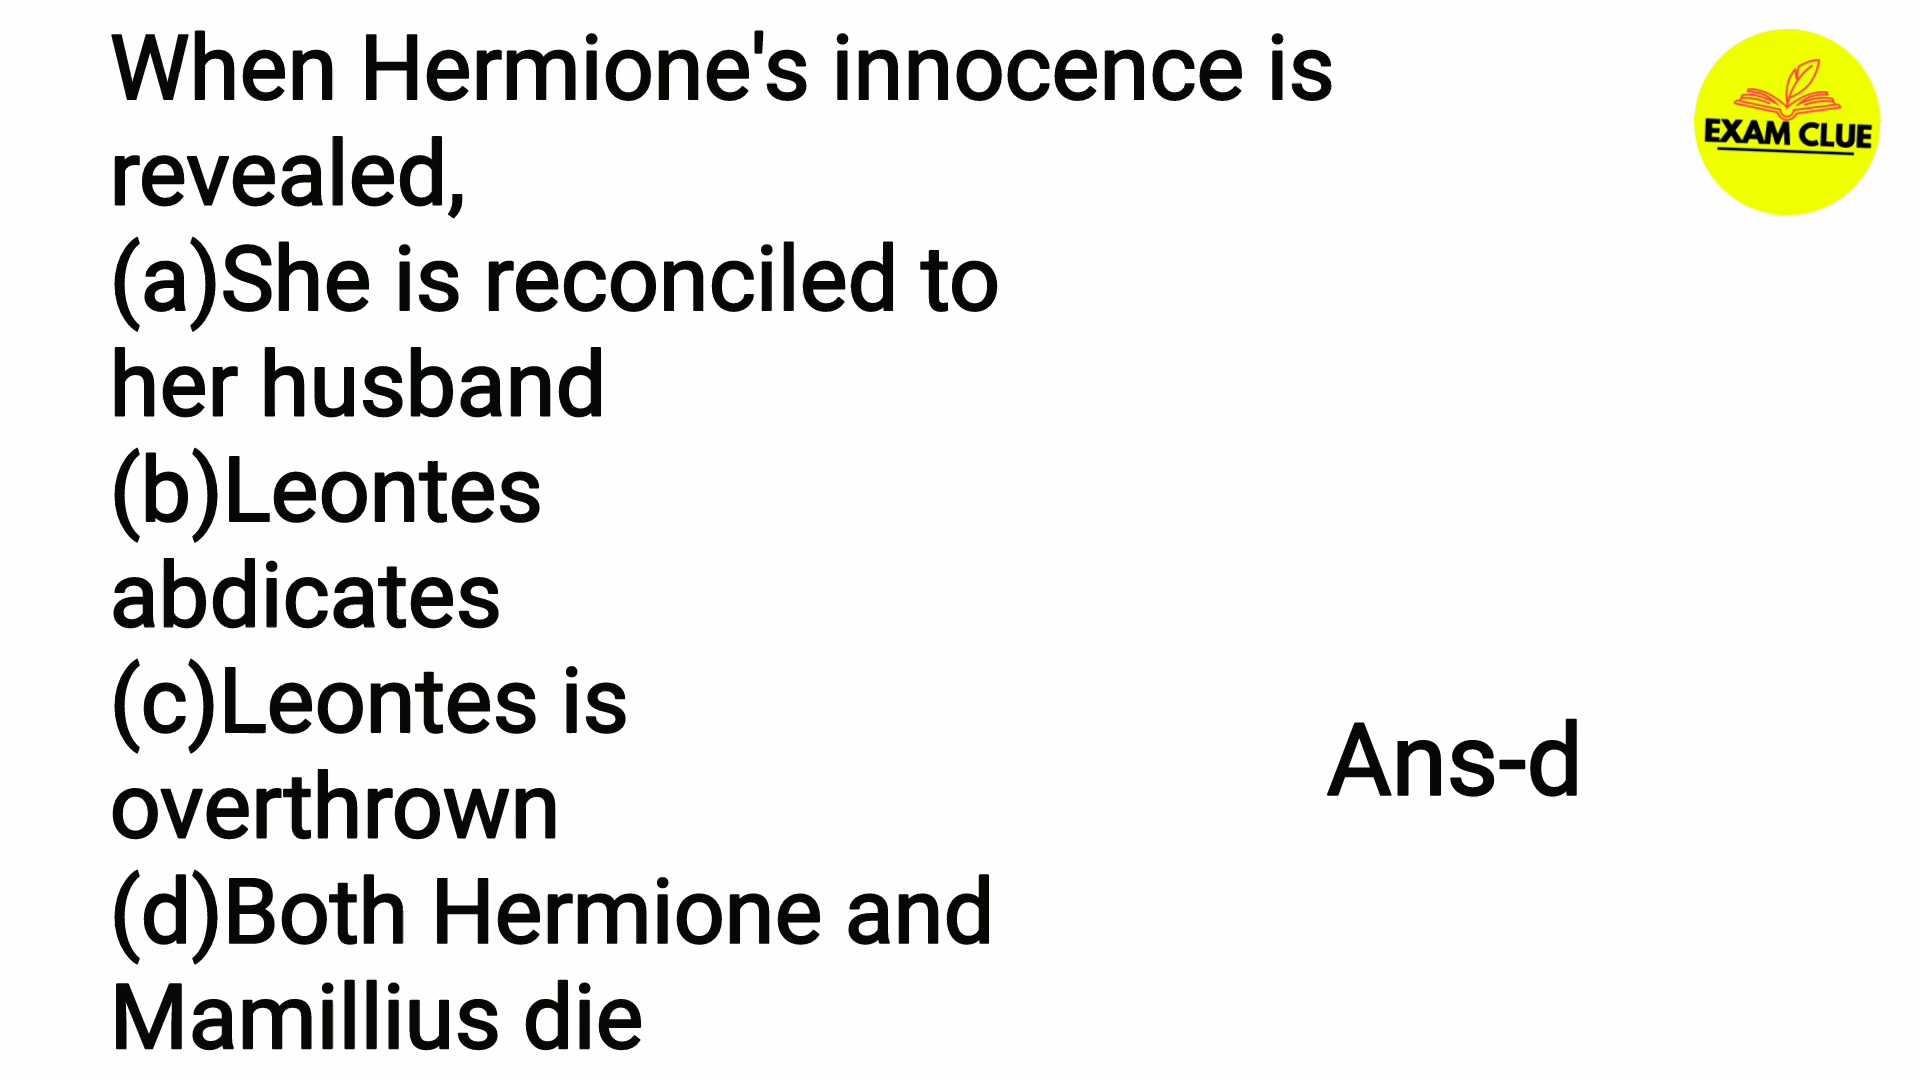 When Hermione's innocence is
revealed,
(a)She is reconciled to
her husband
(b)Leontes
abdicates
(c)Leontes is
overthrown
(d)Both Hermione and
Mamillius die
Ans-d
EXAM CLUE